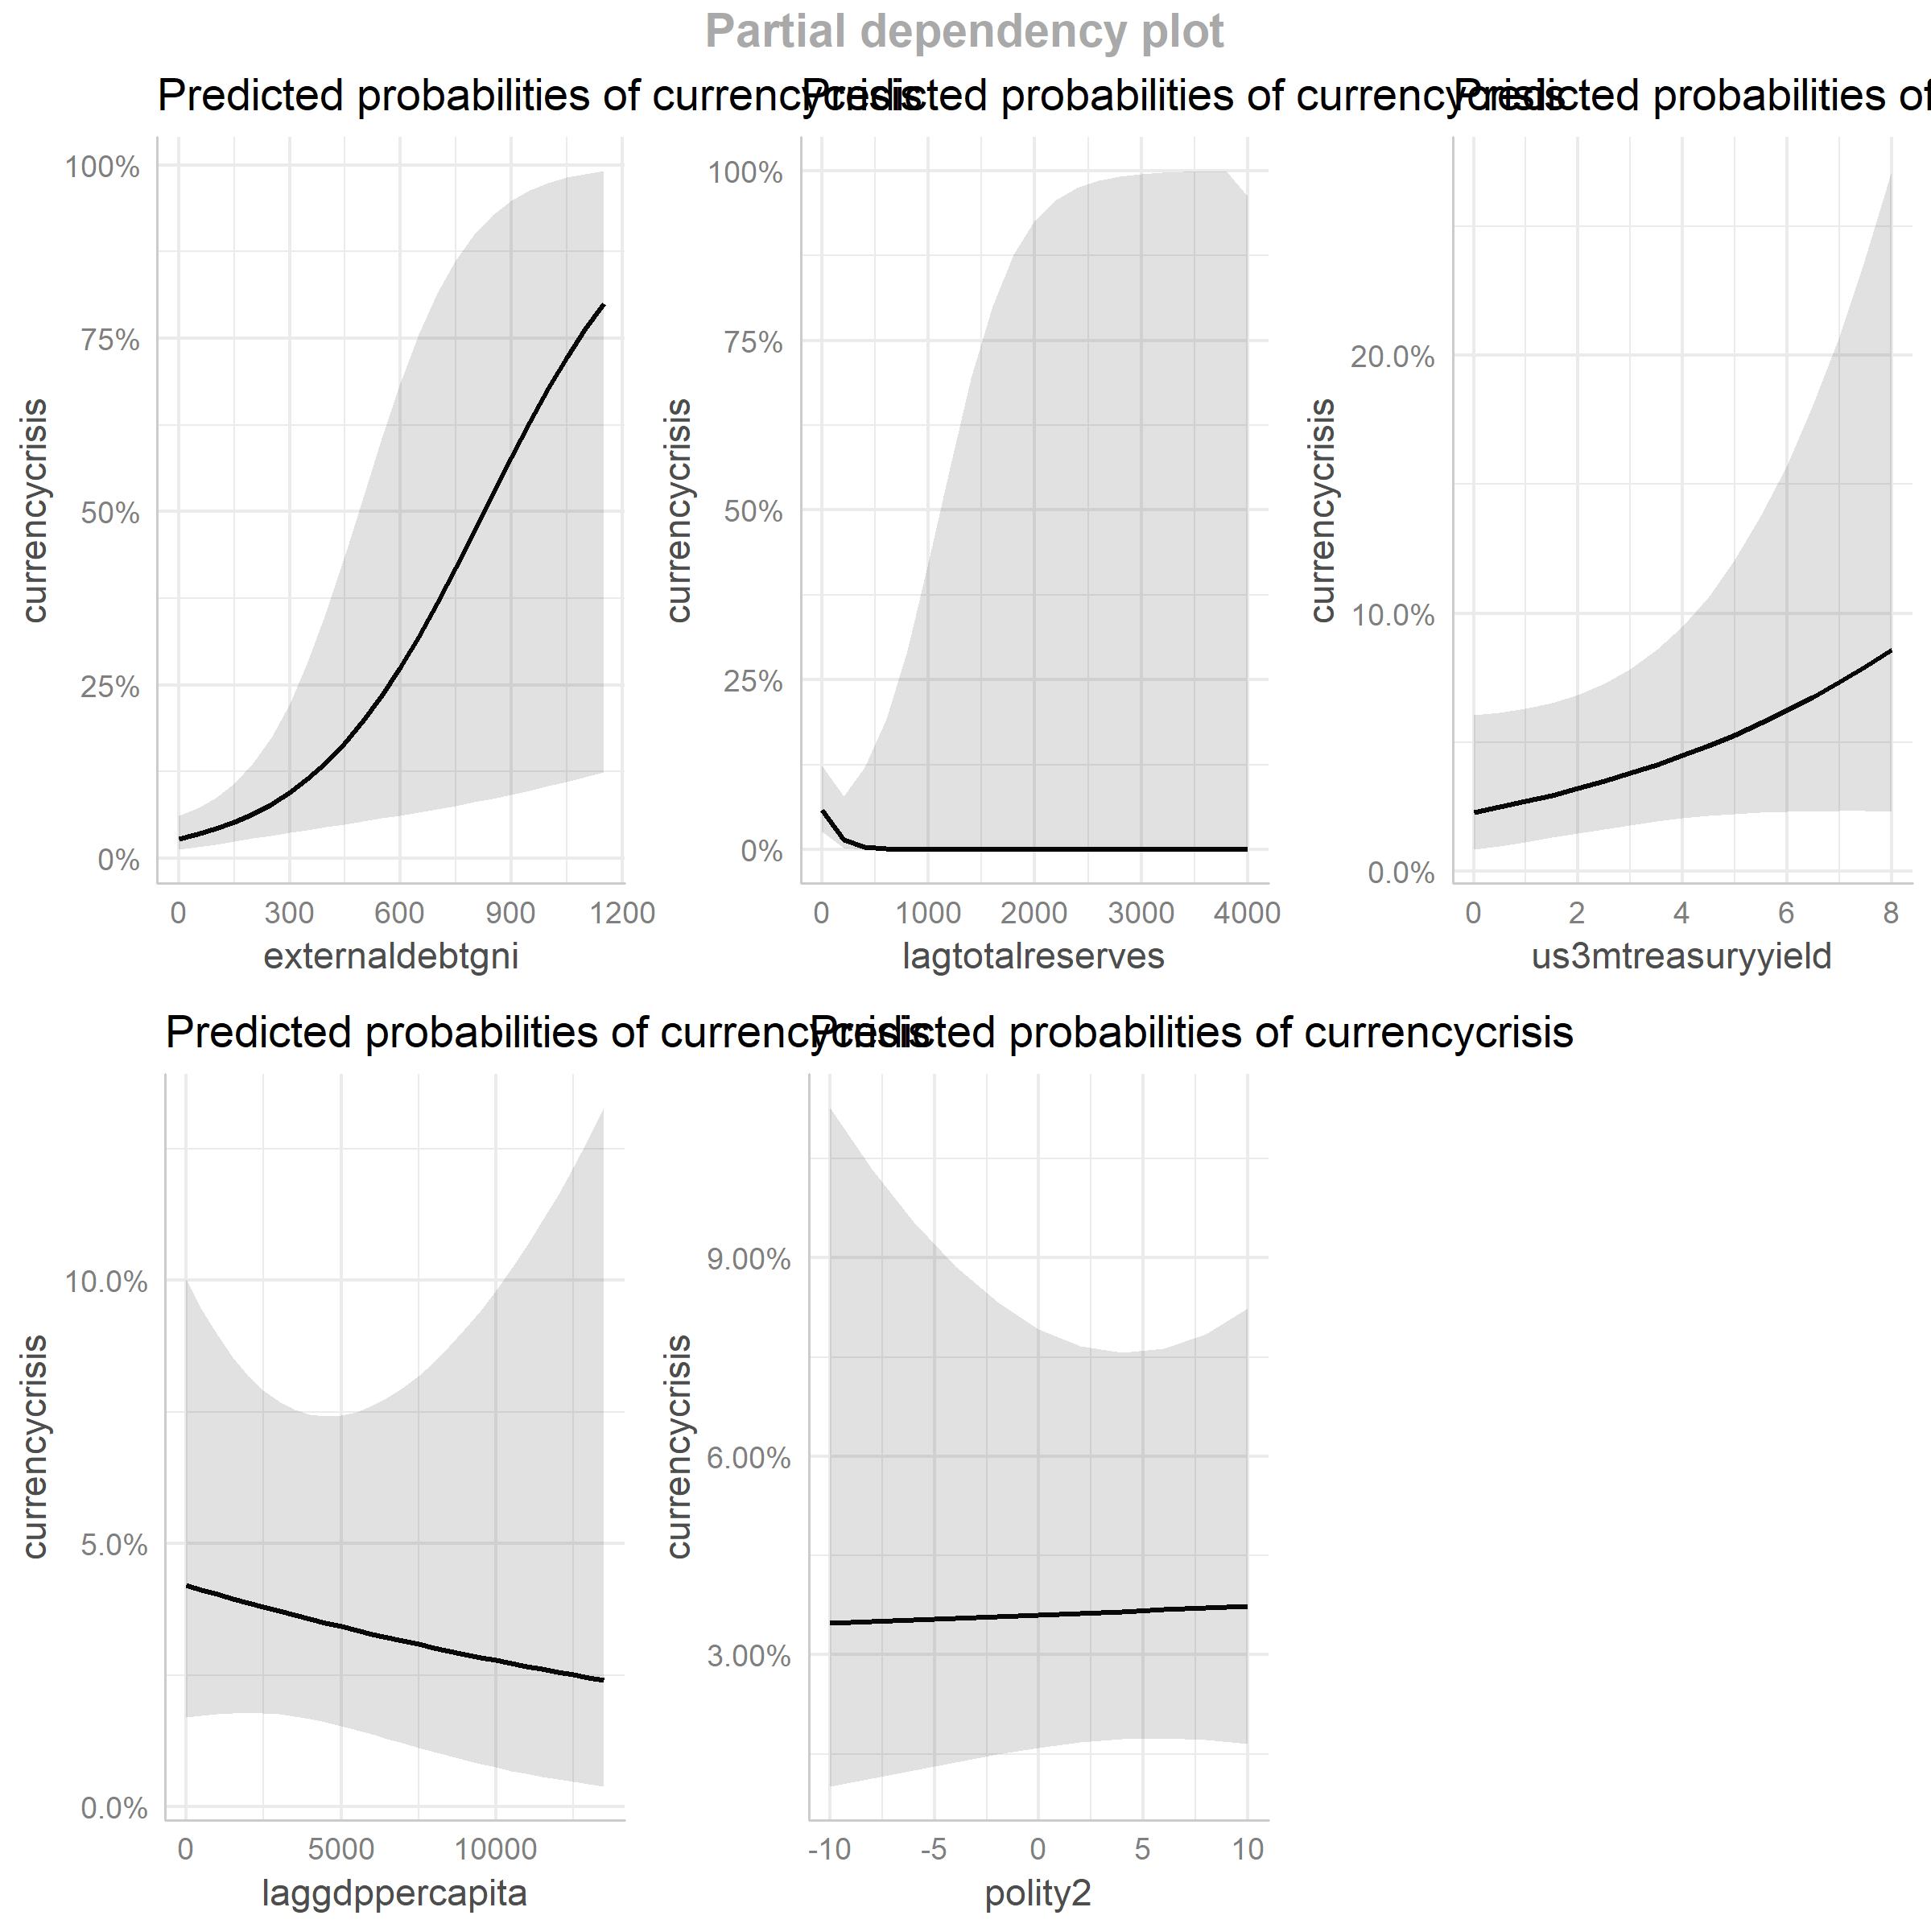 Partial dependency plot
Predicted probabilities of currencycrisis
Predicted probabilities of currencycrisis
Predicted probabilities of
currencycrisis
100%
75%
50%
25%
0%
0 300 600 900 1200
externaldebtgni
currencycrisis
100%
75%
50%
25%
0%
0 1000 2000 3000 4000
lagtotalreserves
currencycrisis
20.0%
10.0%
0.0%
0 2 4 6 8
us3mtreasuryyield
Predicted probabilities of currencycrisis
Predicted probabilities of currencycrisis
currencycrisis
10.0%
5.0%
0.0%
0 5000 10000
laggdppercapita
currencycrisis
9.00%
6.00%
3.00%
-10 -5 0 5 10
polity2